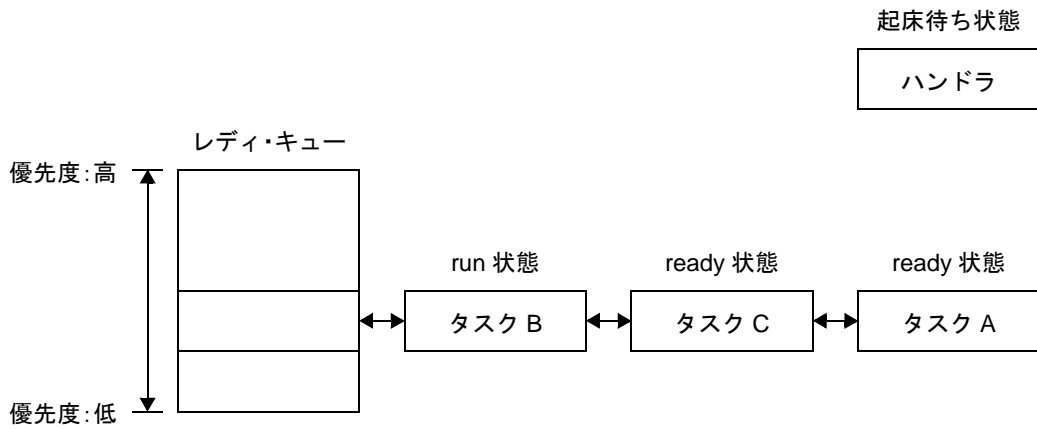 起床待ち状態
ハンドラ
レディ・キュー
優先度:高
run 状態
ready 状態
ready 状態
タスク B
タスク C
タスク A
優先度:低